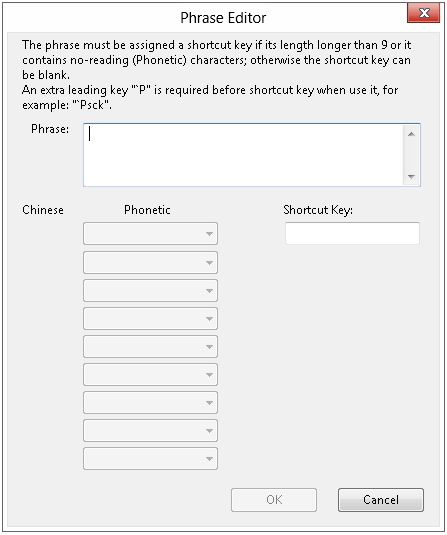 Phrase Editor
The phrase must be assigned a shortcut key if its length longer than 9 or it
contains no-reading (Phonetic) characters; otherwise the shortcut key can
be blank.
An extra leading key "`P" is required before shortcut key when use it, for
example: "`Psck".
Phrase:
Chinese Phonetic Shortcut Key:
OK Cancel